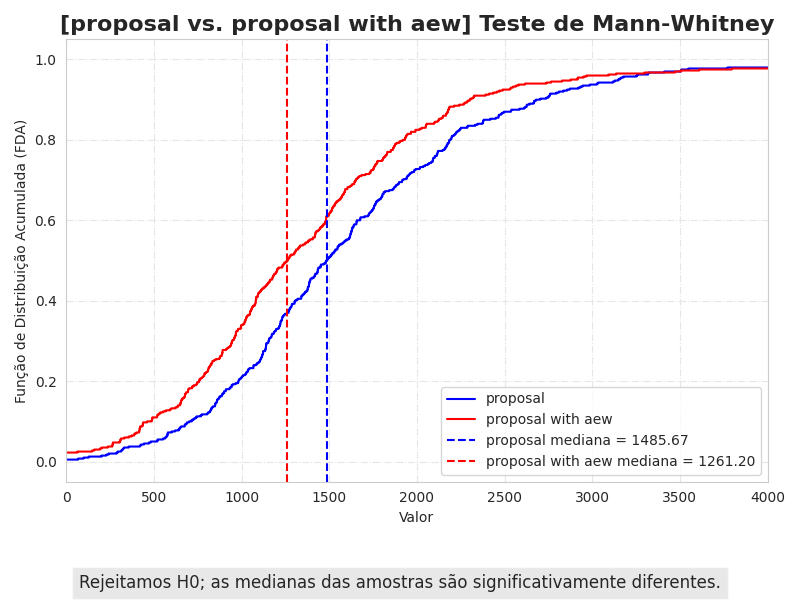 [proposal vs. proposal with aew] Teste de Mann-Whitney
Função de Distribuição Acumulada (FDA)
1.0
0.8
0.6
0.4
0.2
0.0
proposal
proposal with aew
proposal mediana = 1485.67
proposal with aew mediana = 1261.20
0 500 1000 1500 2000 2500 3000 3500 4000
Valor
Rejeitamos H0; as medianas das amostras são significativamente diferentes.